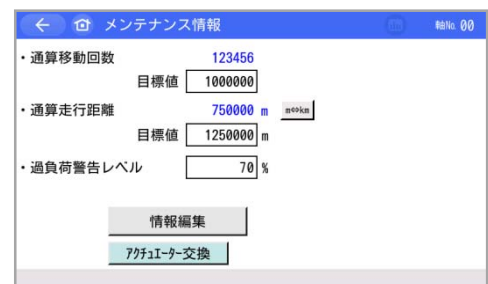 メンテナンス情報 軸No. 00
・通算移動回数 123456
目標値 1000000
・通算走行距離 750000 m m⇔km
目標値 1250000 m
・過負荷警告レベル 70 %
情報編集
ｱｸﾁｭｴｰﾀｰ交換